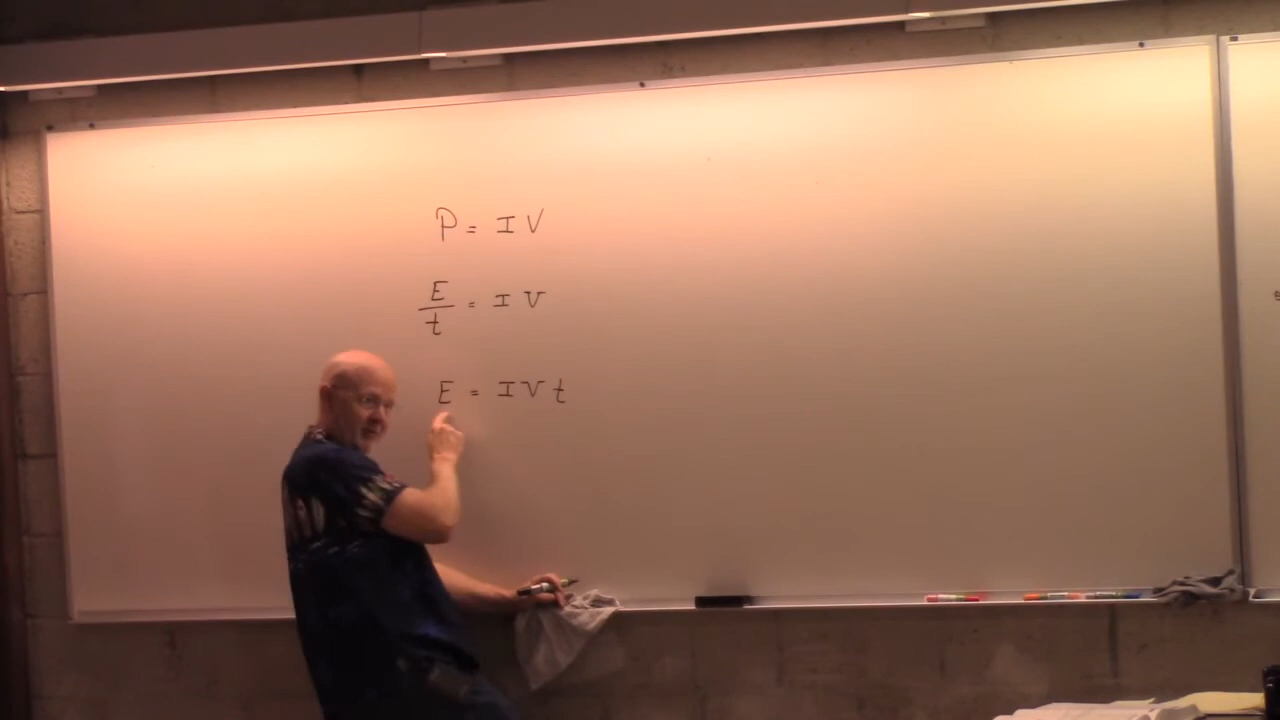 P = I V
E/t = I V
E = I V t